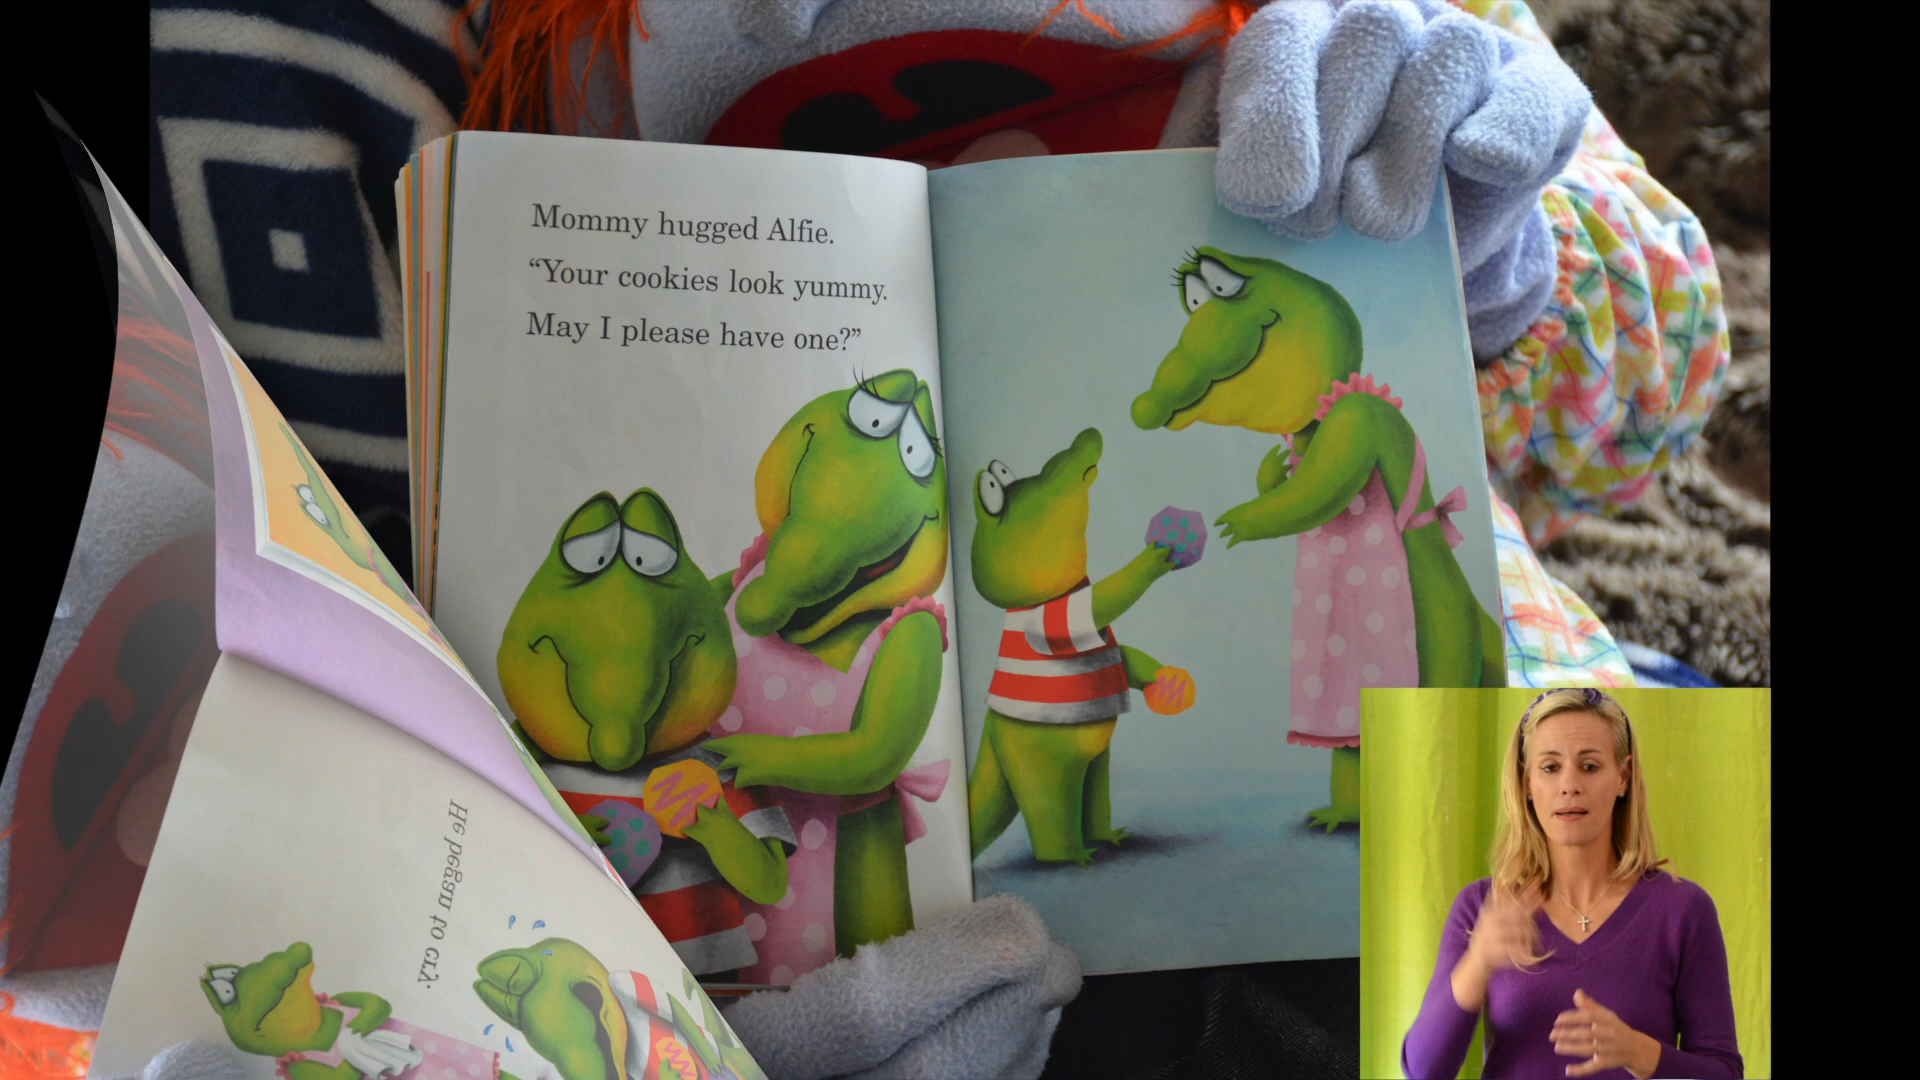 Mommy hugged Alfie.
“Your cookies look yummy.
May I please have one?”
He began to cry.